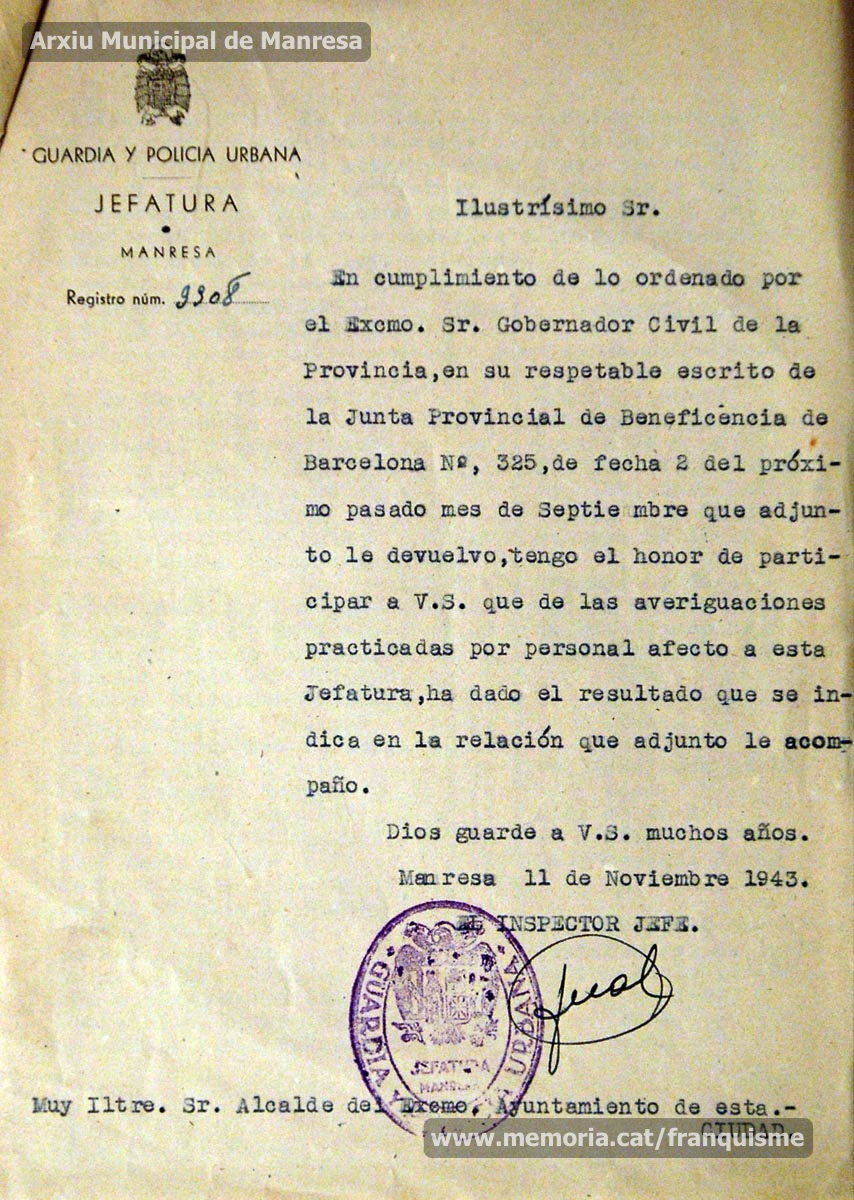 Arxiu Municipal de Manresa
GUARDIA Y POLICIA URBANA
JEFATURA
MANRESA
Registro núm. 9908
Ilustrísimo Sr.
En cumplimiento de lo ordenado por
el Excmo. Sr. Gobernador Civil de la
Provincia,en su respetable escrito de
la Junta Provincial de Beneficencia de
Barcelona Nº, 325,de fecha 2 del próxi-
mo pasado mes de Septie mbre que adjun-
to le devuelvo,tengo el honor de parti-
cipar a V.S. que de las averiguaciones
practicadas por personal afecto a esta
Jefatura,ha dado el resultado que se in-
dica en la relación que adjunto le acom-
paño.
Dios guarde a V.S. muchos años.
Manresa 11 de Noviembre 1943.
EL INSPECTOR JEFE.
GUARDIA Y URBANA
JEFATURA
MANRESA
Muy Iltre. Sr. Alcalde del Excmo. Ayuntamiento de esta.-
CIUDAD.
www.memoria.cat/franquisme